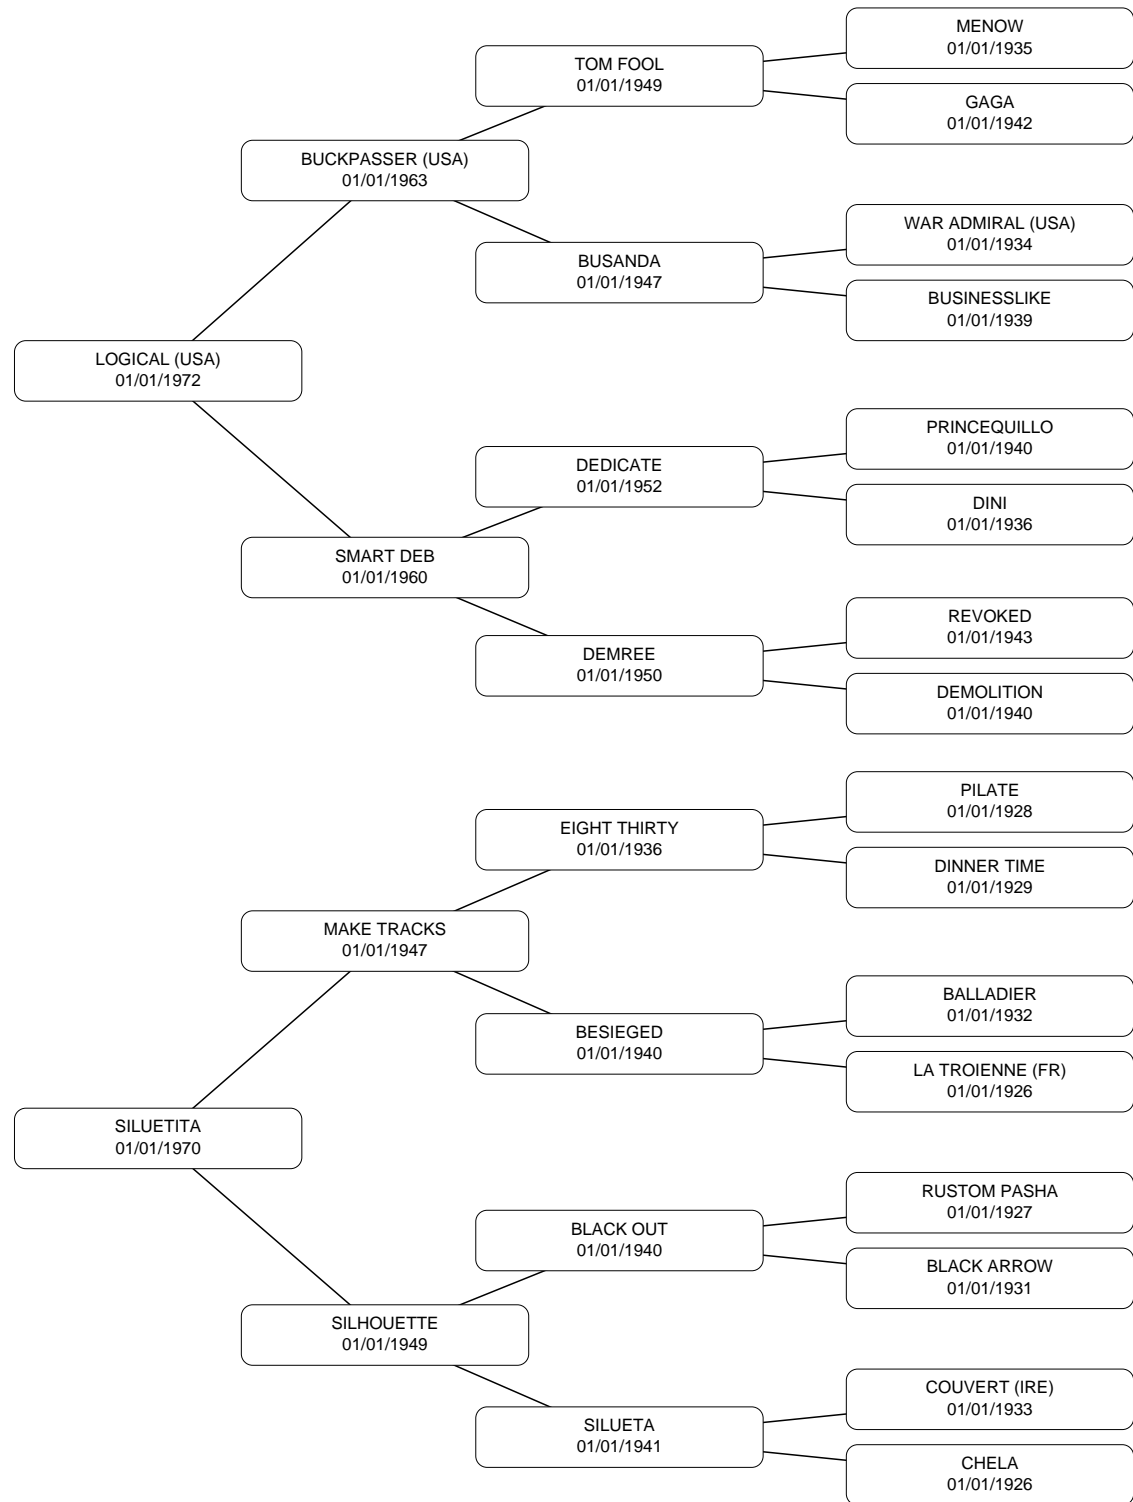 MENOW
01/01/1935
TOM FOOL
01/01/1949
GAGA
01/01/1942
BUCKPASSER (USA)
01/01/1963
WAR ADMIRAL (USA)
01/01/1934
BUSANDA
01/01/1947
BUSINESSLIKE
01/01/1939
LOGICAL (USA)
01/01/1972
PRINCEQUILLO
01/01/1940
DEDICATE
01/01/1952
DINI
01/01/1936
SMART DEB
01/01/1960
REVOKED
01/01/1943
DEMREE
01/01/1950
DEMOLITION
01/01/1940
PILATE
01/01/1928
EIGHT THIRTY
01/01/1936
DINNER TIME
01/01/1929
MAKE TRACKS
01/01/1947
BALLADIER
01/01/1932
BESIEGED
01/01/1940
LA TROIENNE (FR)
01/01/1926
SILUETITA
01/01/1970
RUSTOM PASHA
01/01/1927
BLACK OUT
01/01/1940
BLACK ARROW
01/01/1931
SILHOUETTE
01/01/1949
COUVERT (IRE)
01/01/1933
SILUETA
01/01/1941
CHELA
01/01/1926